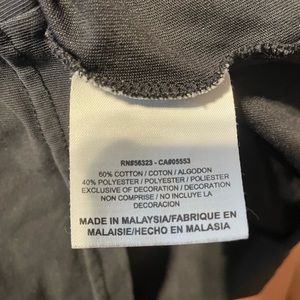 RN#56323 - CA#05553
60% COTTON / COTON / ALGODON
40% POLYESTER / POLYESTER / POLIESTER
EXCLUSIVE OF DECORATION / DECORATION
NON COMPRISE / NO INCLUYE LA
DECORACION
MADE IN MALAYSIA/FABRIQUE EN
MALAISIE/HECHO EN MALASIA